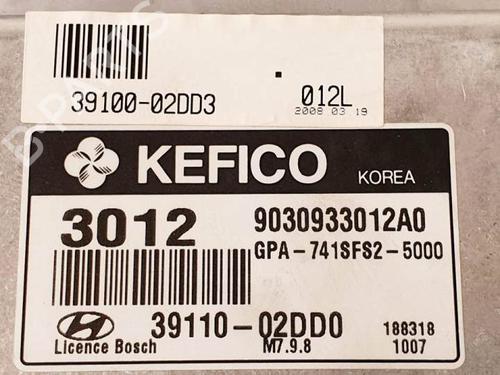 39100-02DD3
012L
2008 03 19
KEFICO
KOREA
3012
9030933012A0
GPA-741SFS2-5000
39110-02DD0
188318
Licence Bosch
M7.9.8
1007